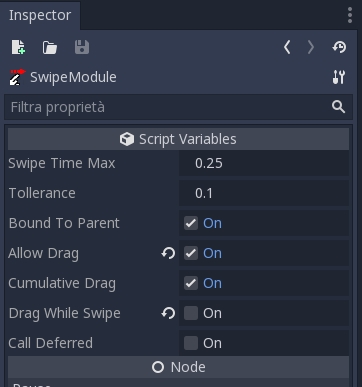 Inspector
SwipeModule
Filtra proprietà
Script Variables
Swipe Time Max 0.25
Tollerance 0.1
Bound To Parent On
Allow Drag On
Cumulative Drag On
Drag While Swipe On
Call Deferred On
Node
Pause